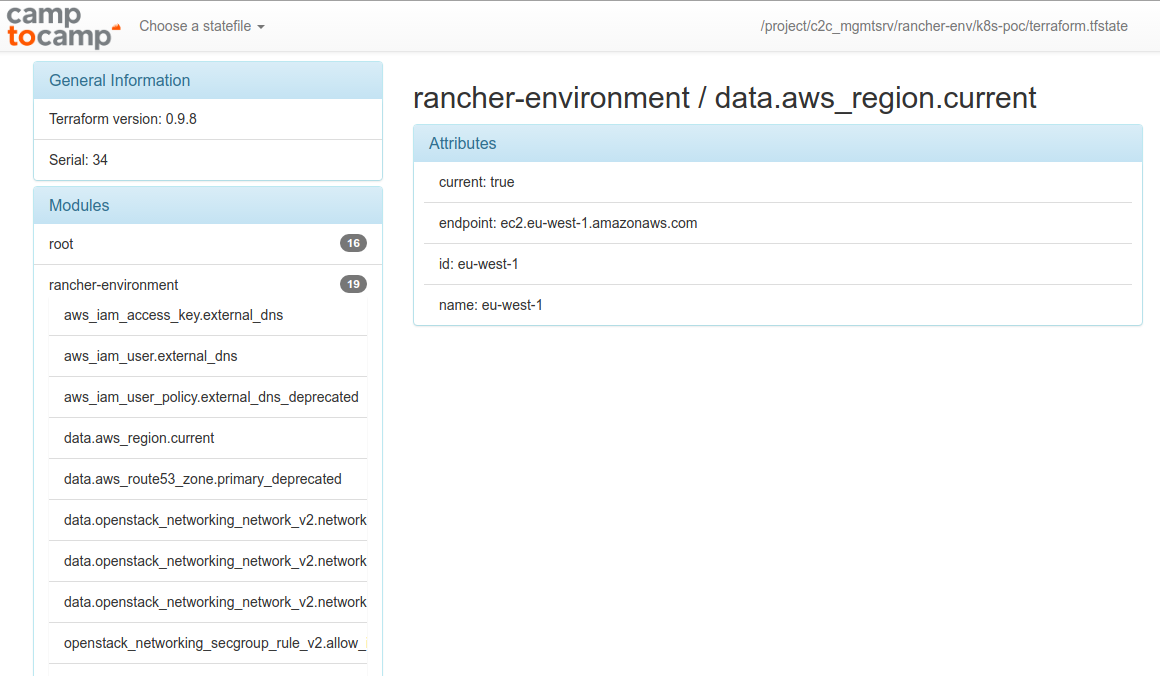 camp
tocamp
Choose a statefile
/project/c2c_mgmtsrv/rancher-env/k8s-poc/terraform.tfstate
General Information
Terraform version: 0.9.8
Serial: 34
Modules
root 16
rancher-environment 19
aws_iam_access_key.external_dns
aws_iam_user.external_dns
aws_iam_user_policy.external_dns_deprecated
data.aws_region.current
data.aws_route53_zone.primary_deprecated
data.openstack_networking_network_v2.network
data.openstack_networking_network_v2.network
data.openstack_networking_network_v2.network
openstack_networking_secgroup_rule_v2.allow_
rancher-environment / data.aws_region.current
Attributes
current: true
endpoint: ec2.eu-west-1.amazonaws.com
id: eu-west-1
name: eu-west-1